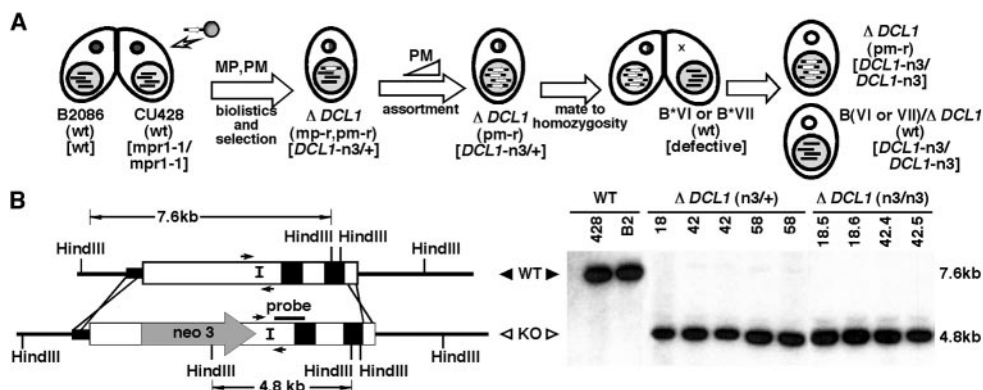 A
B2086
(wt)
[wt]
CU428
(wt)
[mpr1-1/
mpr1-1]
MP,PM
biolistics
and
selection
Δ DCL1
(mp-r,pm-r)
[DCL1-n3/+]
PM
assortment
Δ DCL1
(pm-r)
[DCL1-n3/+]
mate to
homozygosity
x
B*VI or B*VII
(wt)
[defective]
Δ DCL1
(pm-r)
[DCL1-n3/
DCL1-n3]
B(VI or VII)/Δ DCL1
(wt)
[DCL1-n3/
DCL1-n3]
B
7.6kb
HindIII
HindIII
HindIII
I
neo 3
probe
I
HindIII
HindIII
HindIII
HindIII
4.8 kb
◀ WT ▶
◁ KO ▷
WT
Δ DCL1 (n3/+)
Δ DCL1 (n3/n3)
428
B2
18
42
42
58
58
18.5
18.6
42.4
42.5
7.6kb
4.8kb